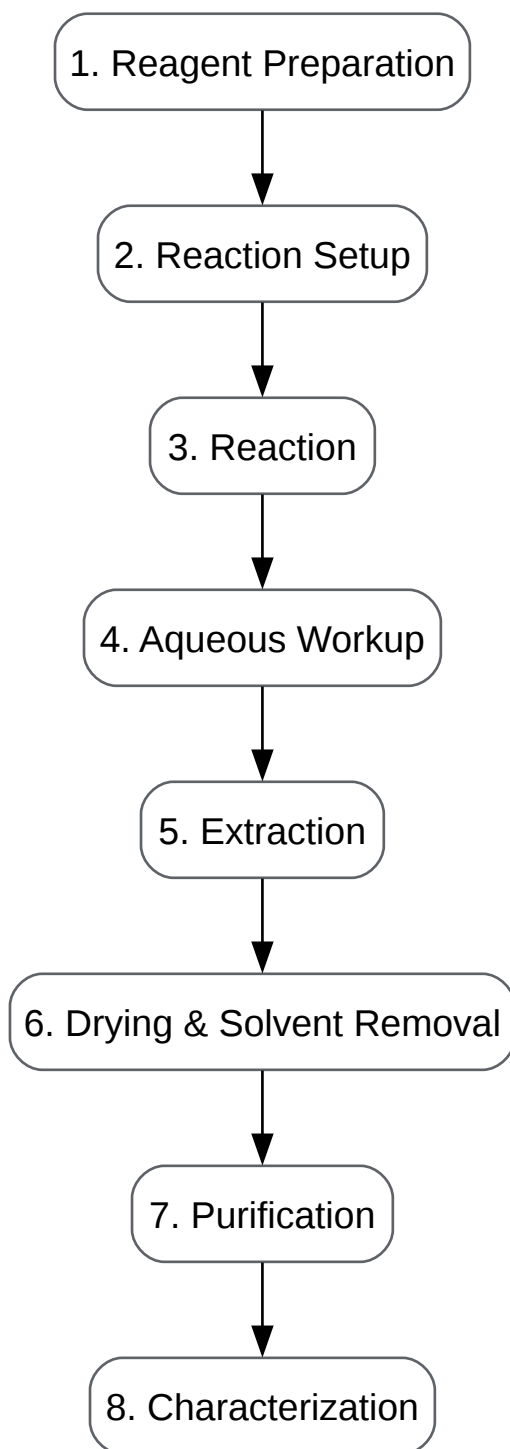 1. Reagent Preparation
2. Reaction Setup
3. Reaction
4. Aqueous Workup
5. Extraction
6. Drying & Solvent Removal
7. Purification
8. Characterization